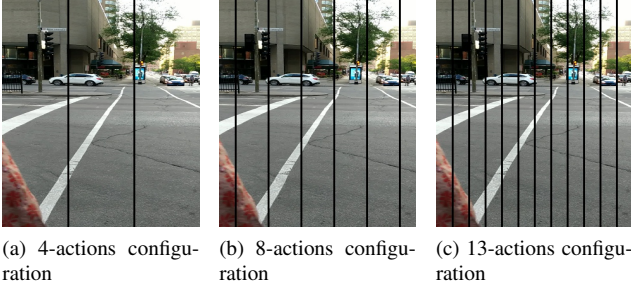 (a) 4-actions configu-
ration
(b) 8-actions configu-
ration
(c) 13-actions configu-
ration